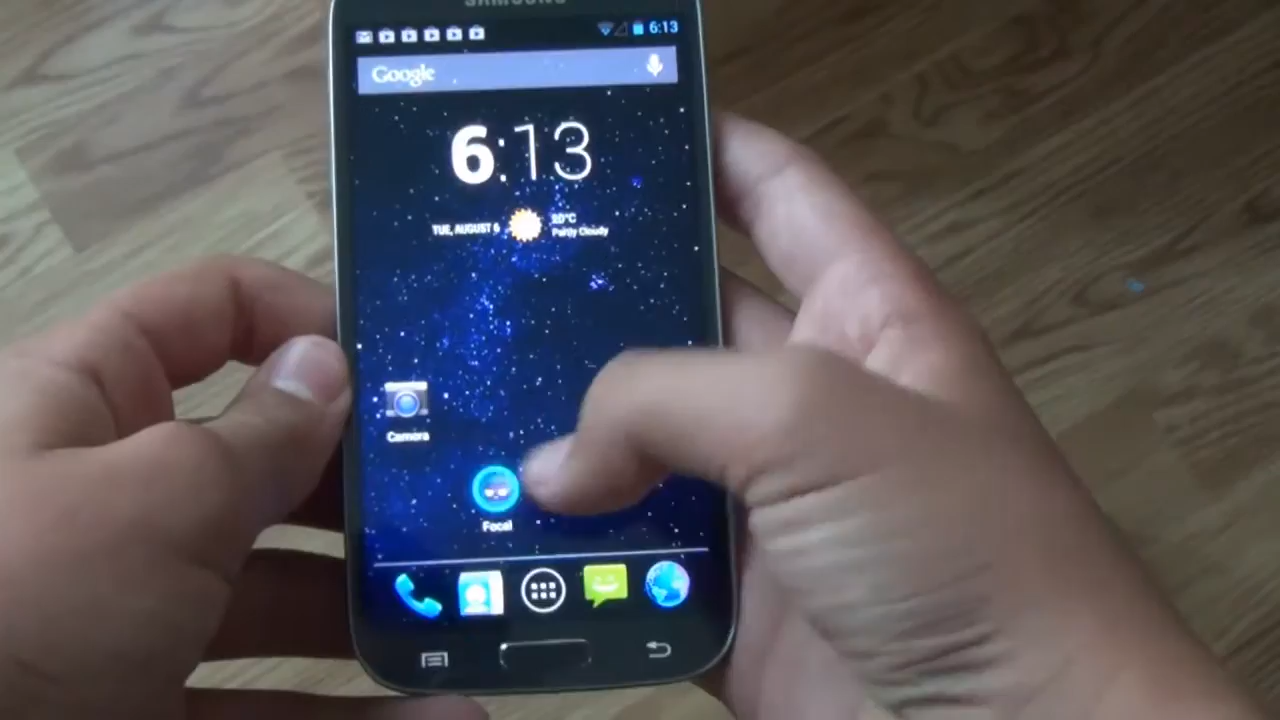 SAMSUNG
6:13
Google
6:13
TUE, AUGUST 6
20°C
Partly Cloudy
Camera
Focal